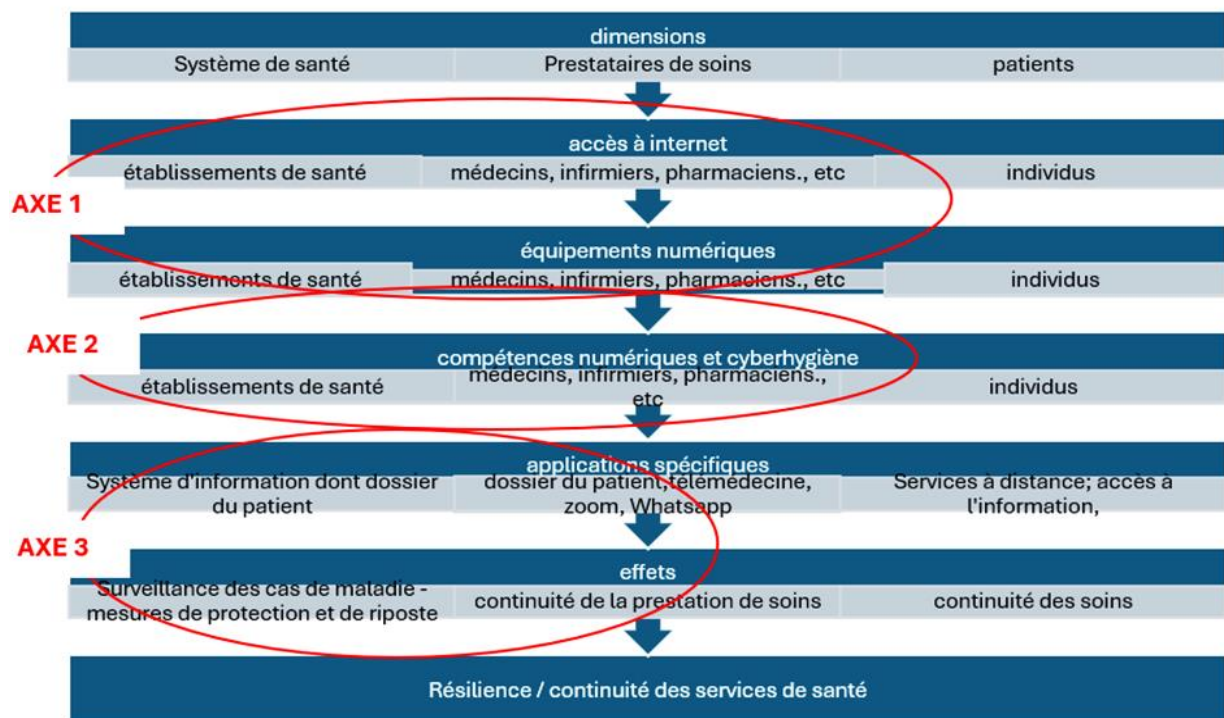 dimensions
Système de santé
Prestataires de soins
patients
accès à internet
établissements de santé
médecins, infirmiers, pharmaciens., etc
individus
AXE 1
équipements numériques
établissements de santé
médecins, infirmiers, pharmaciens., etc
individus
AXE 2
compétences numériques et cyberhygiène
établissements de santé
médecins, infirmiers, pharmaciens.,
etc
individus
applications spécifiques
Système d'information dont dossier
du patient
dossier du patient,télémédecine,
zoom, Whatsapp
Services à distance; accès à
l'information,
AXE 3
effets
Surveillance des cas de maladie -
mesures de protection et de riposte
continuité de la prestation de soins
continuité des soins
Résilience / continuité des services de santé